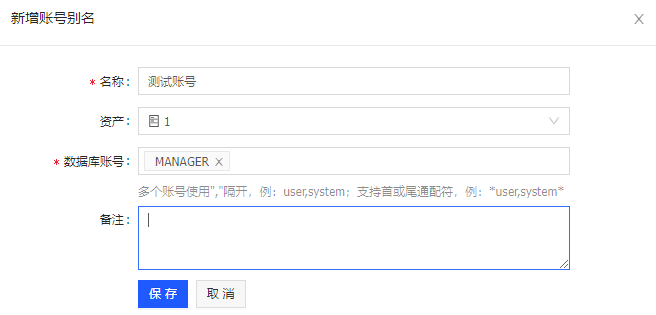 新增账号别名
* 名称： 测试账号
资产： 1
* 数据库账号： MANAGER
多个账号使用","隔开，例：user,system；支持首或尾通配符，例：*user,system*
备注：
保存 取消